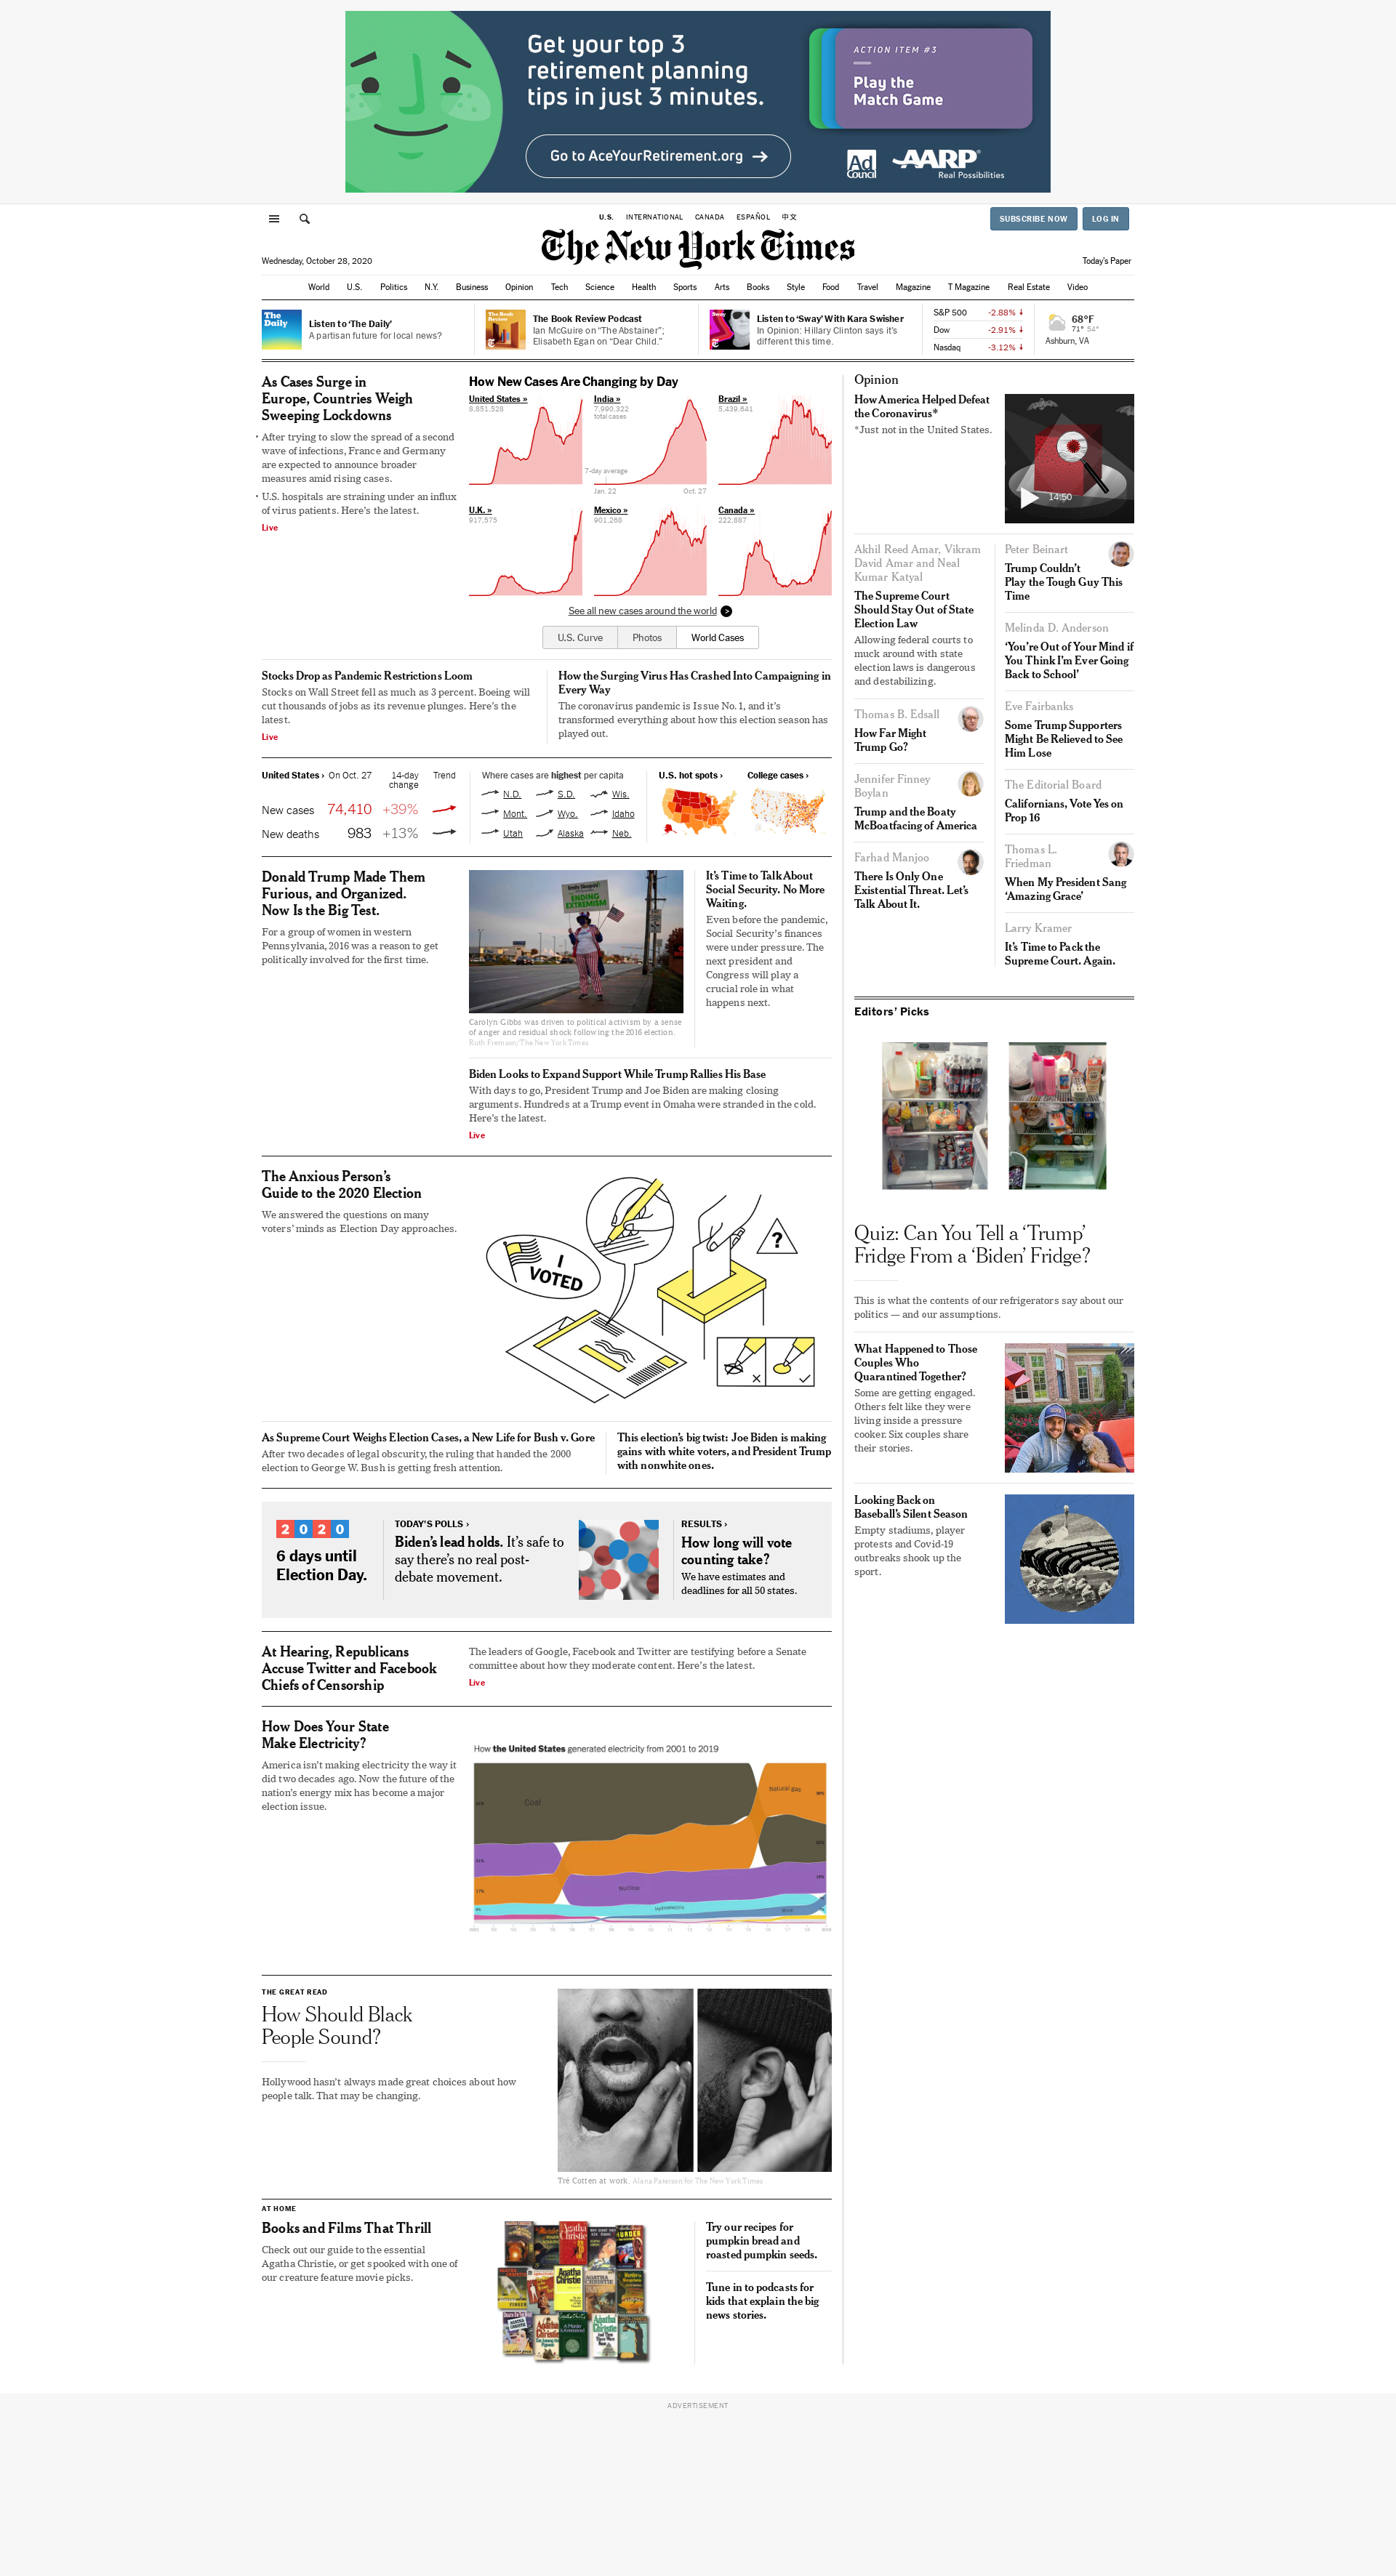 Get your top 3
retirement planning
tips in just 3 minutes.
Go to AceYourRetirement.org
ACTION ITEM #3
Play the
Match Game
Ad
Council
AARP®
Real Possibilities
U.S. INTERNATIONAL CANADA ESPAÑOL 中文
SUBSCRIBE NOW LOG IN
The New York Times
Wednesday, October 28, 2020
Today's Paper
World U.S. Politics N.Y. Business Opinion Tech Science Health Sports Arts Books Style Food Travel Magazine T Magazine Real Estate Video
The
Daily
Listen to ‘The Daily’
A partisan future for local news?
The Book
Review
The Book Review Podcast
Ian McGuire on “The Abstainer”;
Elisabeth Egan on “Dear Child.”
Sway
Listen to ‘Sway’ With Kara Swisher
In Opinion: Hillary Clinton says it's
different this time.
S&P 500 -2.88% ↓
Dow -2.91% ↓
Nasdaq -3.12% ↓
68°F
71° 54°
Ashburn, VA
As Cases Surge in
Europe, Countries Weigh
Sweeping Lockdowns
• After trying to slow the spread of a second
wave of infections, France and Germany
are expected to announce broader
measures amid rising cases.
• U.S. hospitals are straining under an influx
of virus patients. Here's the latest.
Live
How New Cases Are Changing by Day
United States »
8,851,528
India »
7,990,322
total cases
Brazil »
5,439,641
7-day average
Jan. 22
Oct. 27
U.K. »
917,575
Mexico »
901,268
Canada »
222,887
See all new cases around the world >
U.S. Curve Photos World Cases
Stocks Drop as Pandemic Restrictions Loom
Stocks on Wall Street fell as much as 3 percent. Boeing will
cut thousands of jobs as its revenue plunges. Here's the
latest.
Live
How the Surging Virus Has Crashed Into Campaigning in
Every Way
The coronavirus pandemic is Issue No. 1, and it's
transformed everything about how this election season has
played out.
United States › On Oct. 27 14-day
change Trend
New cases 74,410 +39%
New deaths 983 +13%
Where cases are highest per capita
N.D. S.D. Wis.
Mont. Wyo. Idaho
Utah Alaska Neb.
U.S. hot spots › College cases ›
Donald Trump Made Them
Furious, and Organized.
Now Is the Big Test.
For a group of women in western
Pennsylvania, 2016 was a reason to get
politically involved for the first time.
ENDING
EXTREMISM
Carolyn Gibbs was driven to political activism by a sense
of anger and residual shock following the 2016 election.
Ruth Fremson/The New York Times
It's Time to Talk About
Social Security. No More
Waiting.
Even before the pandemic,
Social Security's finances
were under pressure. The
next president and
Congress will play a
crucial role in what
happens next.
Biden Looks to Expand Support While Trump Rallies His Base
With days to go, President Trump and Joe Biden are making closing
arguments. Hundreds at a Trump event in Omaha were stranded in the cold.
Here's the latest.
Live
The Anxious Person's
Guide to the 2020 Election
We answered the questions on many
voters' minds as Election Day approaches.
I
VOTED
?
As Supreme Court Weighs Election Cases, a New Life for Bush v. Gore
After two decades of legal obscurity, the ruling that handed the 2000
election to George W. Bush is getting fresh attention.
This election's big twist: Joe Biden is making
gains with white voters, and President Trump
with nonwhite ones.
2020
6 days until
Election Day.
TODAY'S POLLS ›
Biden's lead holds. It's safe to
say there's no real post-
debate movement.
RESULTS ›
How long will vote
counting take?
We have estimates and
deadlines for all 50 states.
At Hearing, Republicans
Accuse Twitter and Facebook
Chiefs of Censorship
The leaders of Google, Facebook and Twitter are testifying before a Senate
committee about how they moderate content. Here's the latest.
Live
How Does Your State
Make Electricity?
America isn't making electricity the way it
did two decades ago. Now the future of the
nation's energy mix has become a major
election issue.
How the United States generated electricity from 2001 to 2019
Coal
Natural gas
Nuclear
Hydroelectric
Wind
THE GREAT READ
How Should Black
People Sound?
Hollywood hasn't always made great choices about how
people talk. That may be changing.
Tré Cotten at work. Alana Paterson for The New York Times
AT HOME
Books and Films That Thrill
Check out our guide to the essential
Agatha Christie, or get spooked with one of
our creature feature movie picks.
Agatha
Christie
Try our recipes for
pumpkin bread and
roasted pumpkin seeds.
Tune in to podcasts for
kids that explain the big
news stories.
Opinion
How America Helped Defeat
the Coronavirus*
*Just not in the United States.
14:50
Akhil Reed Amar, Vikram
David Amar and Neal
Kumar Katyal
The Supreme Court
Should Stay Out of State
Election Law
Allowing federal courts to
muck around with state
election laws is dangerous
and destabilizing.
Thomas B. Edsall
How Far Might
Trump Go?
Jennifer Finney
Boylan
Trump and the Boaty
McBoatfacing of America
Farhad Manjoo
There Is Only One
Existential Threat. Let's
Talk About It.
Peter Beinart
Trump Couldn't
Play the Tough Guy This
Time
Melinda D. Anderson
‘You're Out of Your Mind if
You Think I'm Ever Going
Back to School’
Eve Fairbanks
Some Trump Supporters
Might Be Relieved to See
Him Lose
The Editorial Board
Californians, Vote Yes on
Prop 16
Thomas L.
Friedman
When My President Sang
‘Amazing Grace’
Larry Kramer
It's Time to Pack the
Supreme Court. Again.
Editors' Picks
Quiz: Can You Tell a ‘Trump’
Fridge From a ‘Biden’ Fridge?
This is what the contents of our refrigerators say about our
politics — and our assumptions.
What Happened to Those
Couples Who
Quarantined Together?
Some are getting engaged.
Others felt like they were
living inside a pressure
cooker. Six couples share
their stories.
Looking Back on
Baseball's Silent Season
Empty stadiums, player
protests and Covid-19
outbreaks shook up the
sport.
ADVERTISEMENT